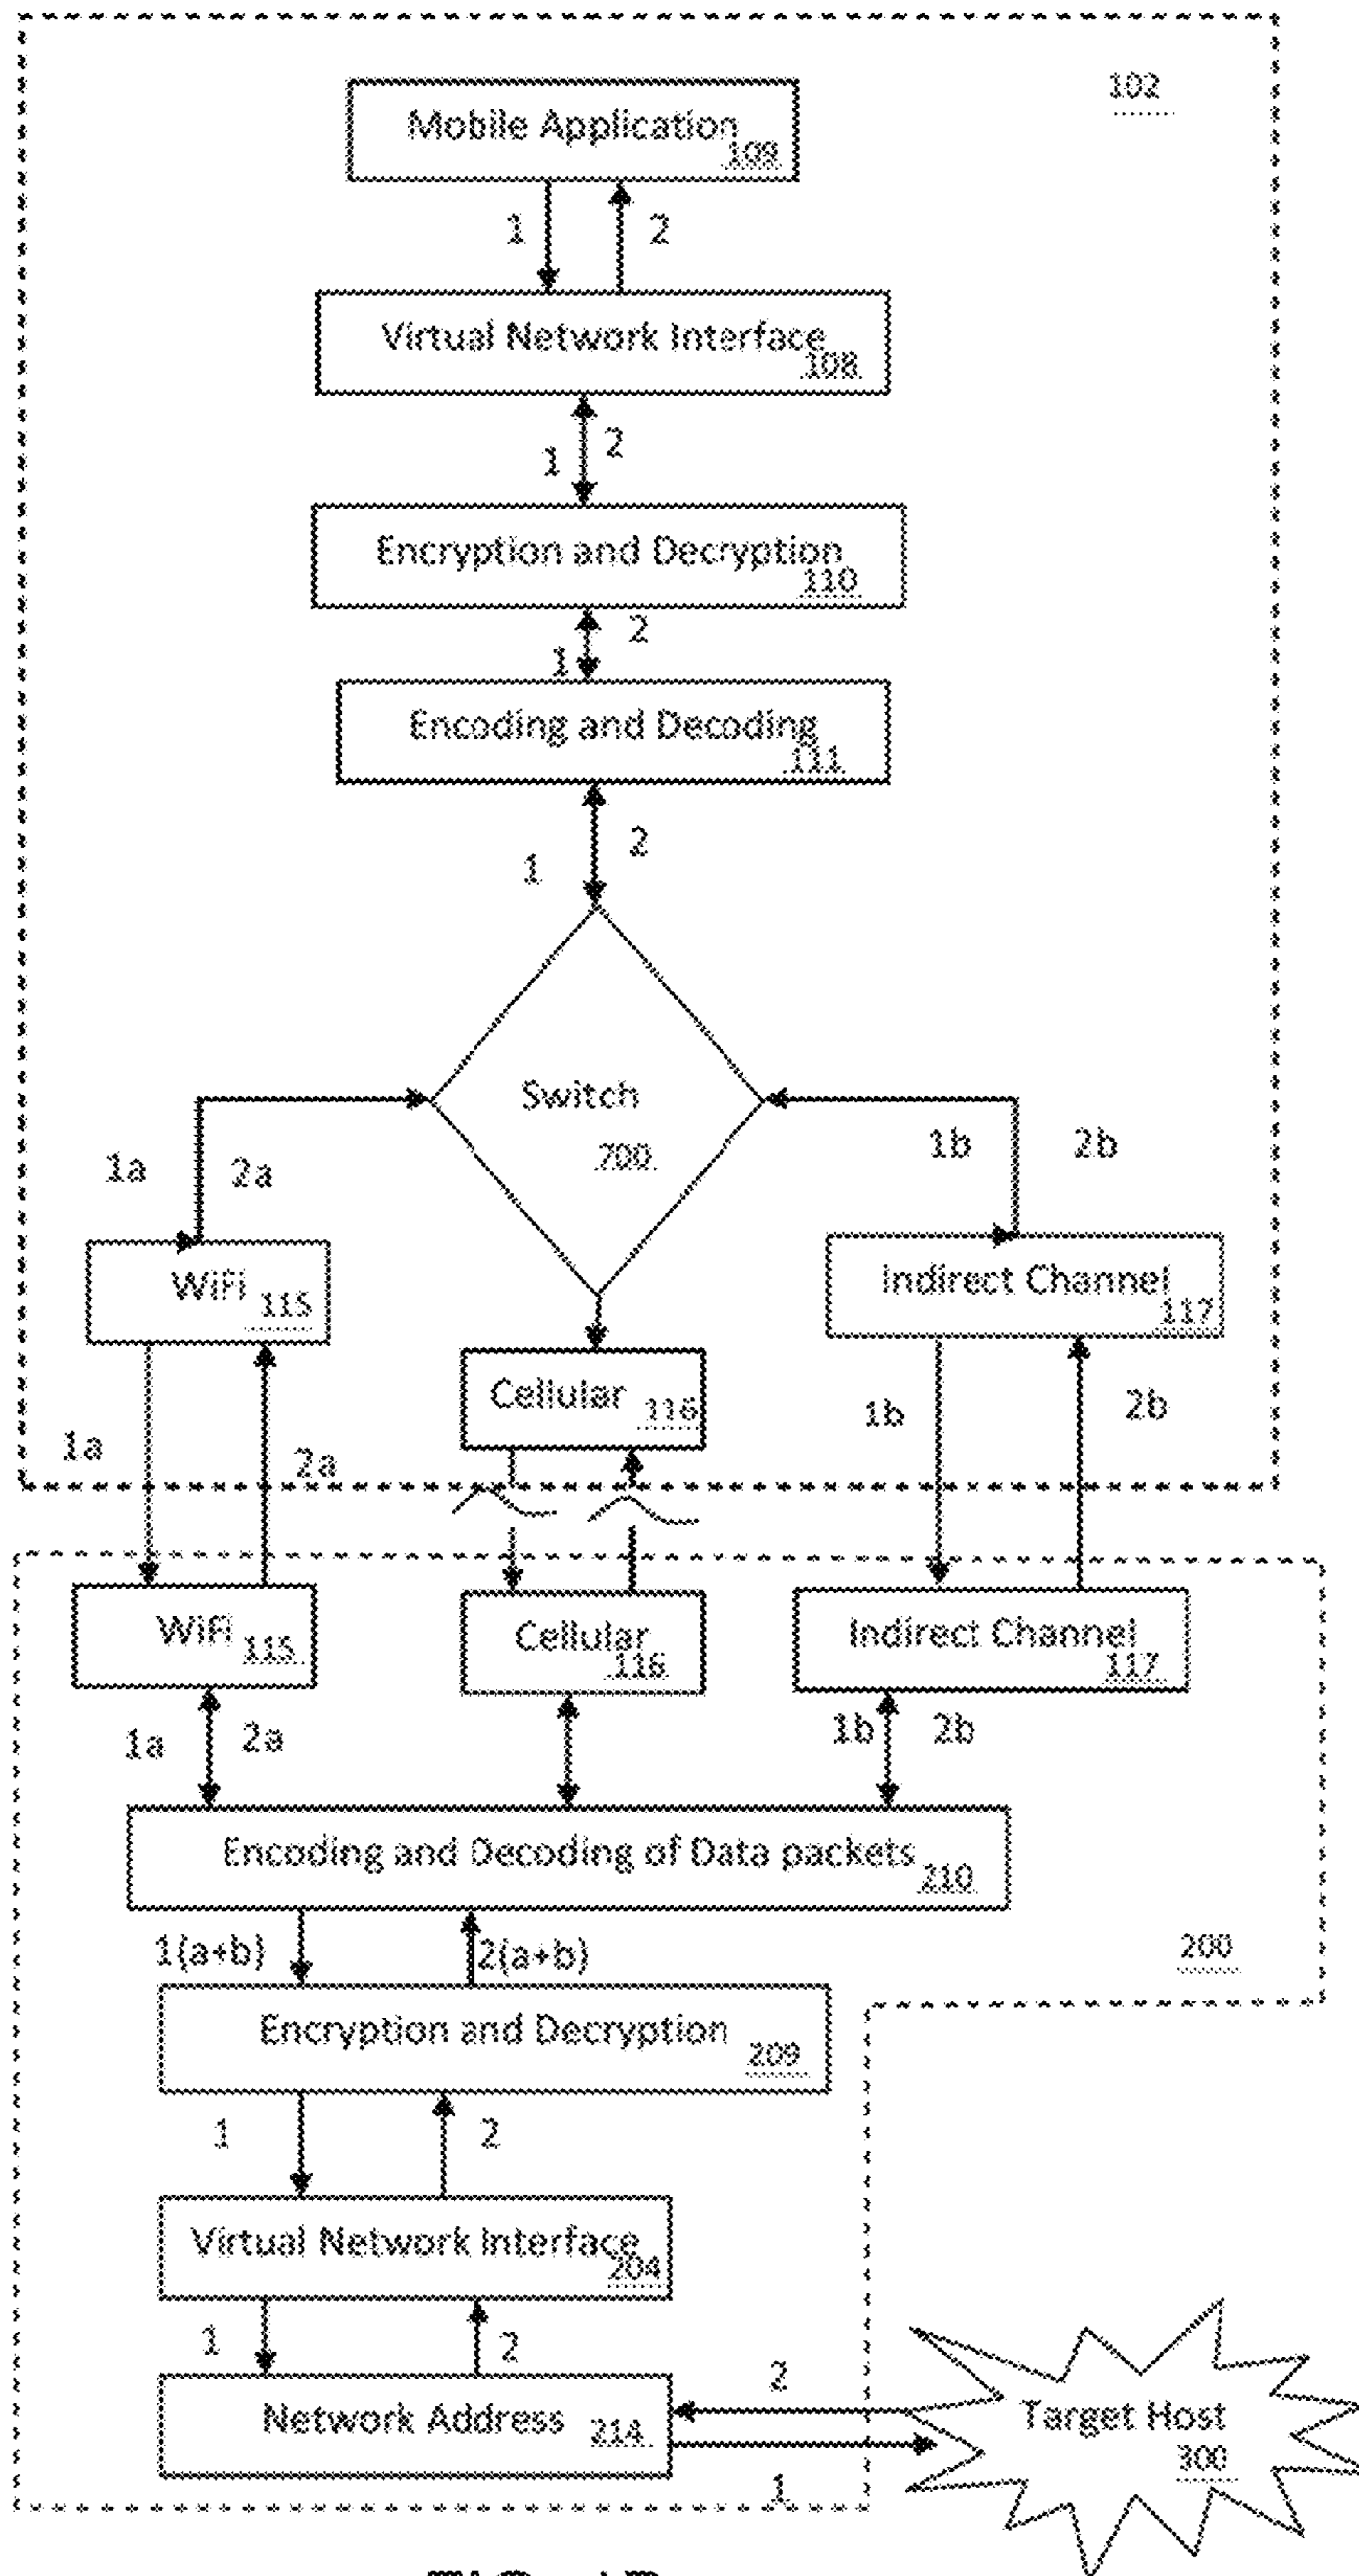 102
Mobile Application
109
1
2
Virtual Network Interface
108
2
1
Encryption and Decryption
110
2
1
Encoding and Decoding
111
2
1
Switch
700
1a
2a
1b
2b
WiFi
115
Indirect Channel
117
Cellular
116
1a
2a
1b
2b
WiFi
115
Cellular
116
Indirect Channel
117
1a
2a
1b
2b
Encoding and Decoding of Data packets
210
1(a+b)
2(a+b)
200
Encryption and Decryption
209
1
2
Virtual Network Interface
204
1
2
2
Network Address
214
Target Host
300
1